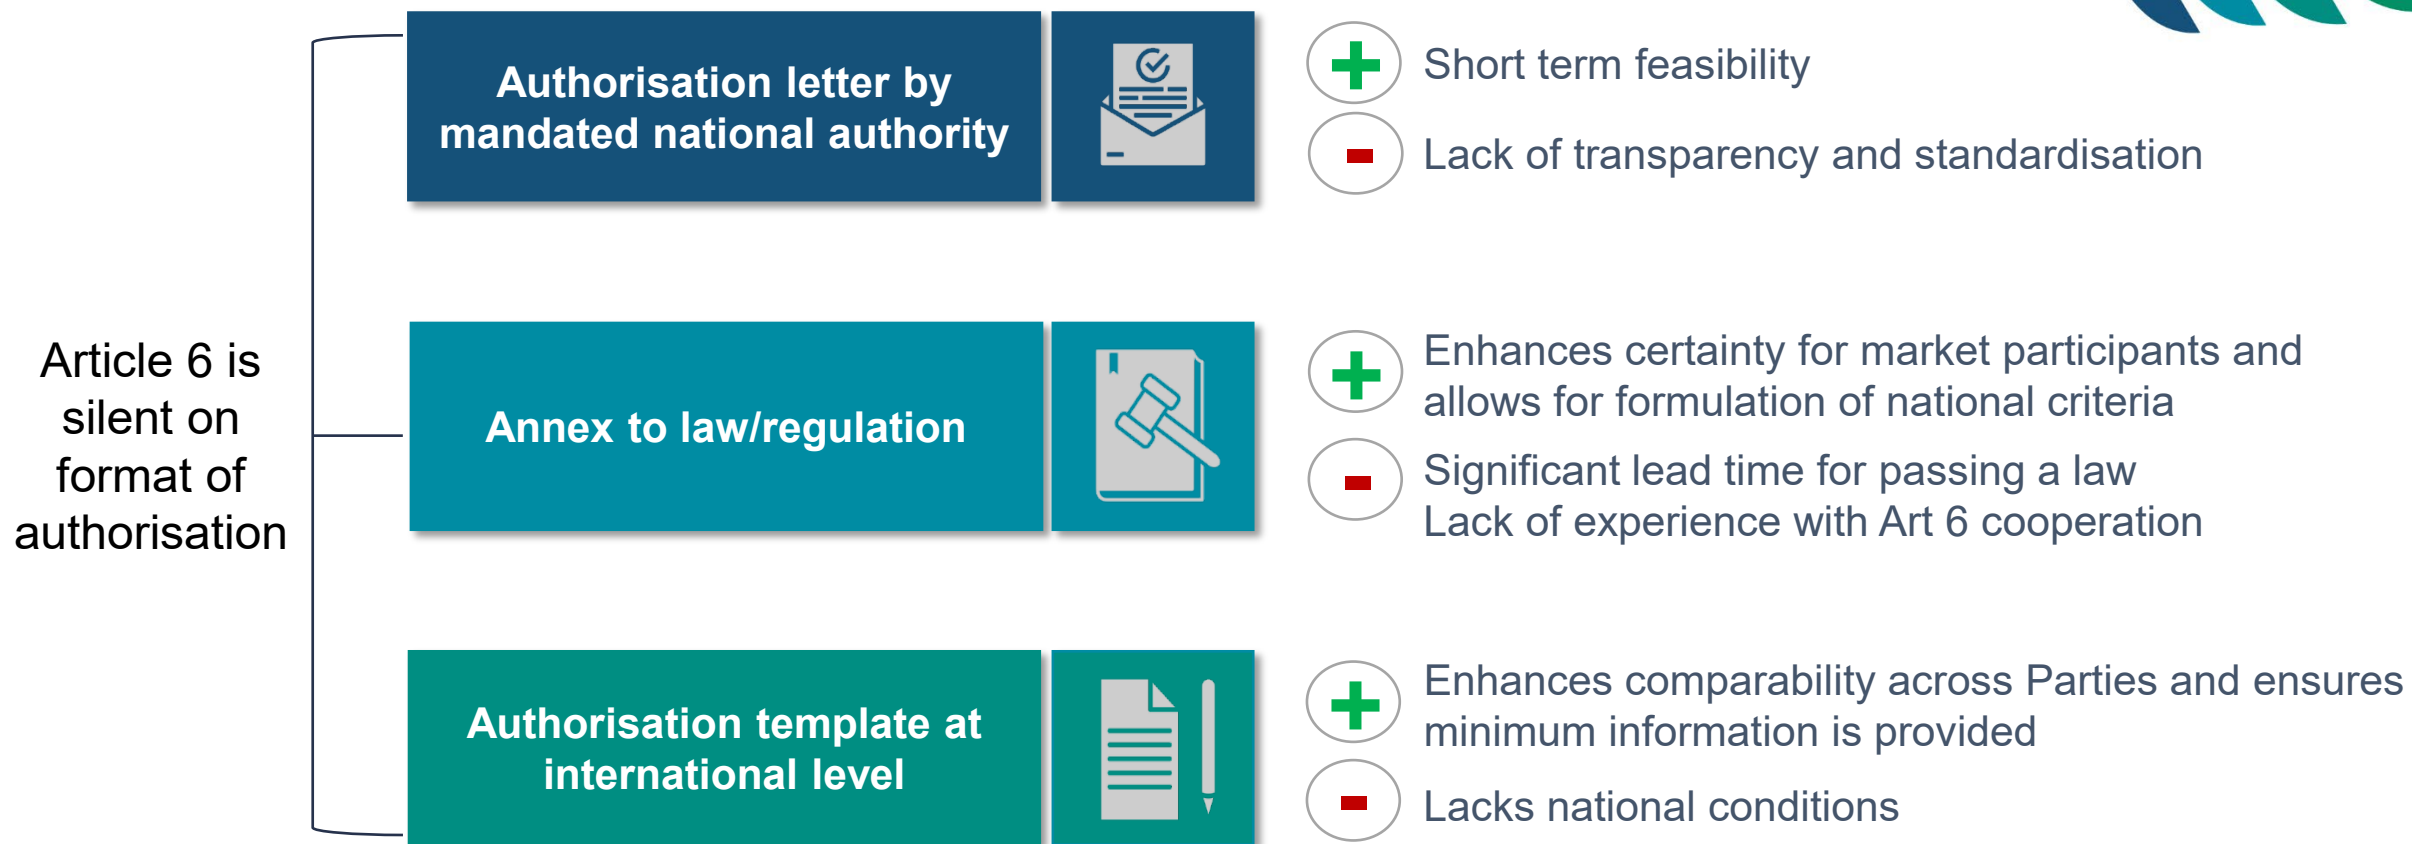 Article 6 is
silent on
format of
authorisation
Authorisation letter by
mandated national authority
+ Short term feasibility
- Lack of transparency and standardisation
Annex to law/regulation
+ Enhances certainty for market participants and
allows for formulation of national criteria
- Significant lead time for passing a law
Lack of experience with Art 6 cooperation
Authorisation template at
international level
+ Enhances comparability across Parties and ensures
minimum information is provided
- Lacks national conditions